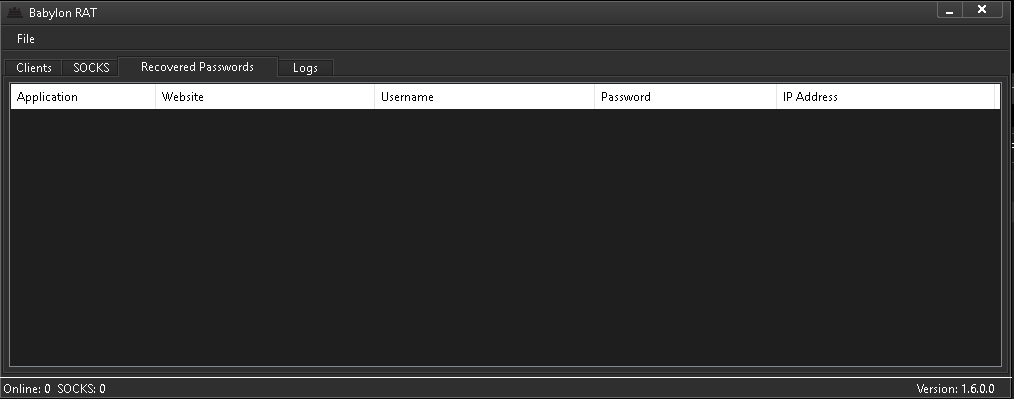 Babylon RAT
File
Clients SOCKS Recovered Passwords Logs
Application Website Username Password IP Address
Online: 0 SOCKS: 0 Version: 1.6.0.0